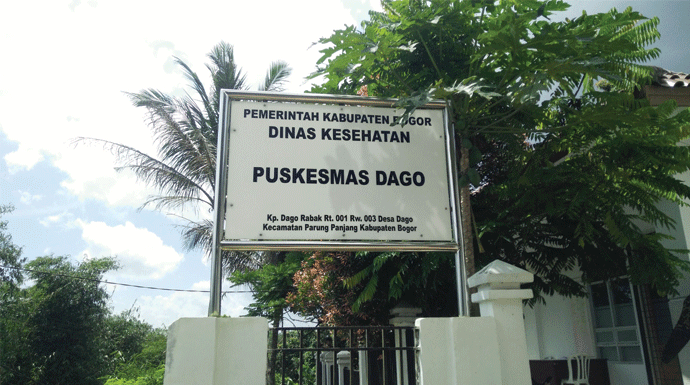 PEMERINTAH KABUPATEN BOGOR
DINAS KESEHATAN
PUSKESMAS DAGO
Kp. Dago Rabak Rt. 001 Rw. 003 Desa Dago
Kecamatan Parung Panjang Kabupaten Bogor